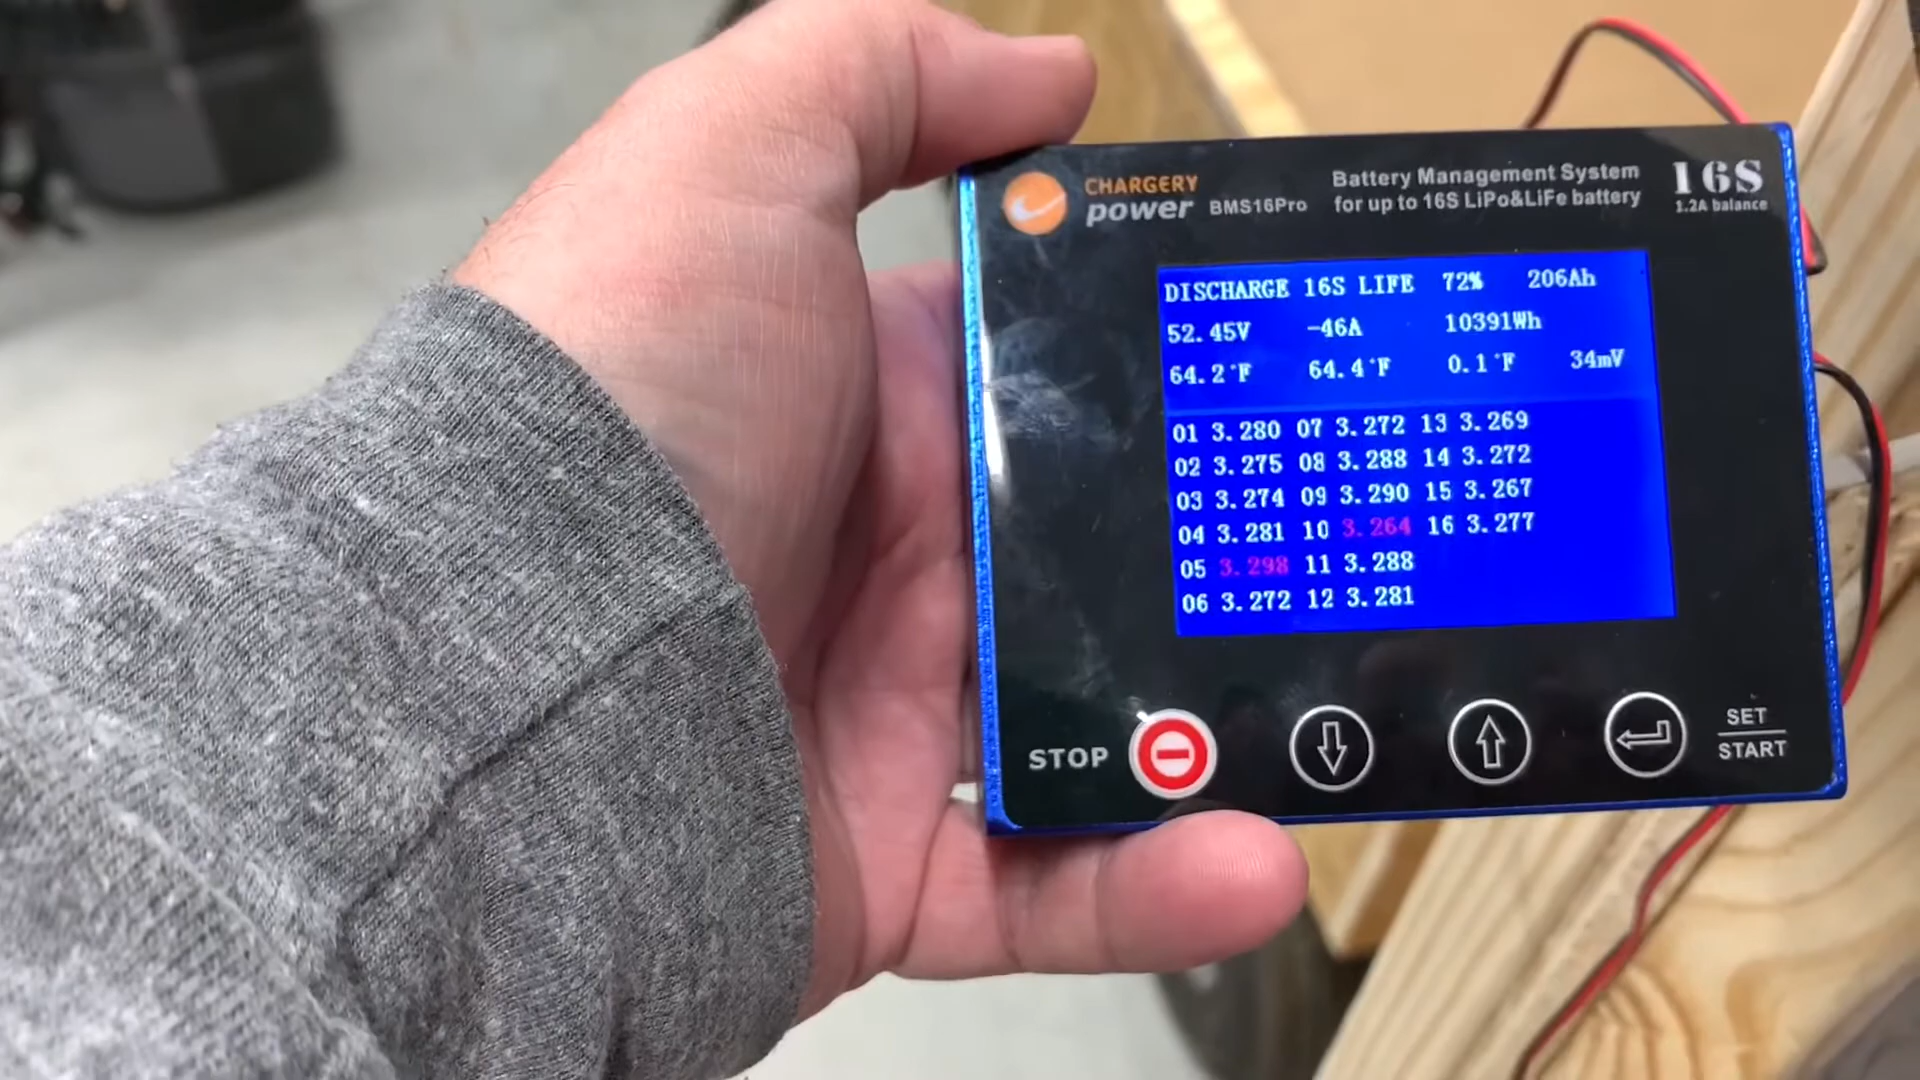 CHARGERY
power BMS16Pro
Battery Management System
for up to 16S LiPo&LiFe battery
16S
1.2A balance
DISCHARGE 16S LIFE 72% 206Ah
52.45V -46A 10391Wh
64.2°F 64.4°F 0.1°F 34mV
01 3.280 07 3.272 13 3.269
02 3.275 08 3.288 14 3.272
03 3.274 09 3.290 15 3.267
04 3.281 10 3.264 16 3.277
05 3.298 11 3.288
06 3.272 12 3.281
STOP
SET
START